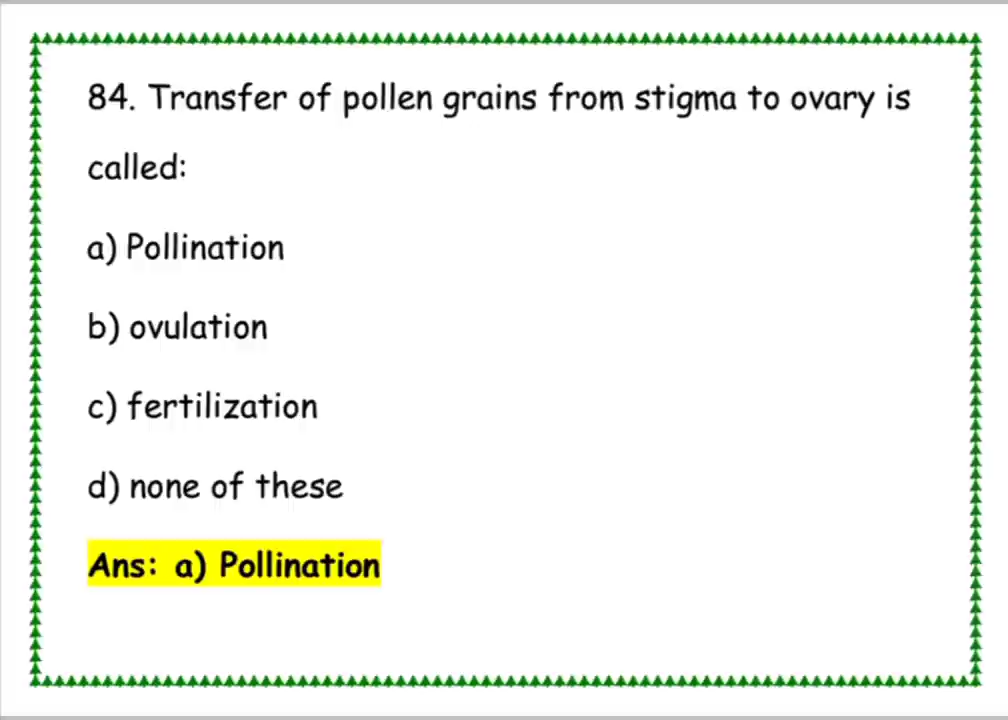 84. Transfer of pollen grains from stigma to ovary is
called:
a) Pollination
b) ovulation
c) fertilization
d) none of these
Ans: a) Pollination